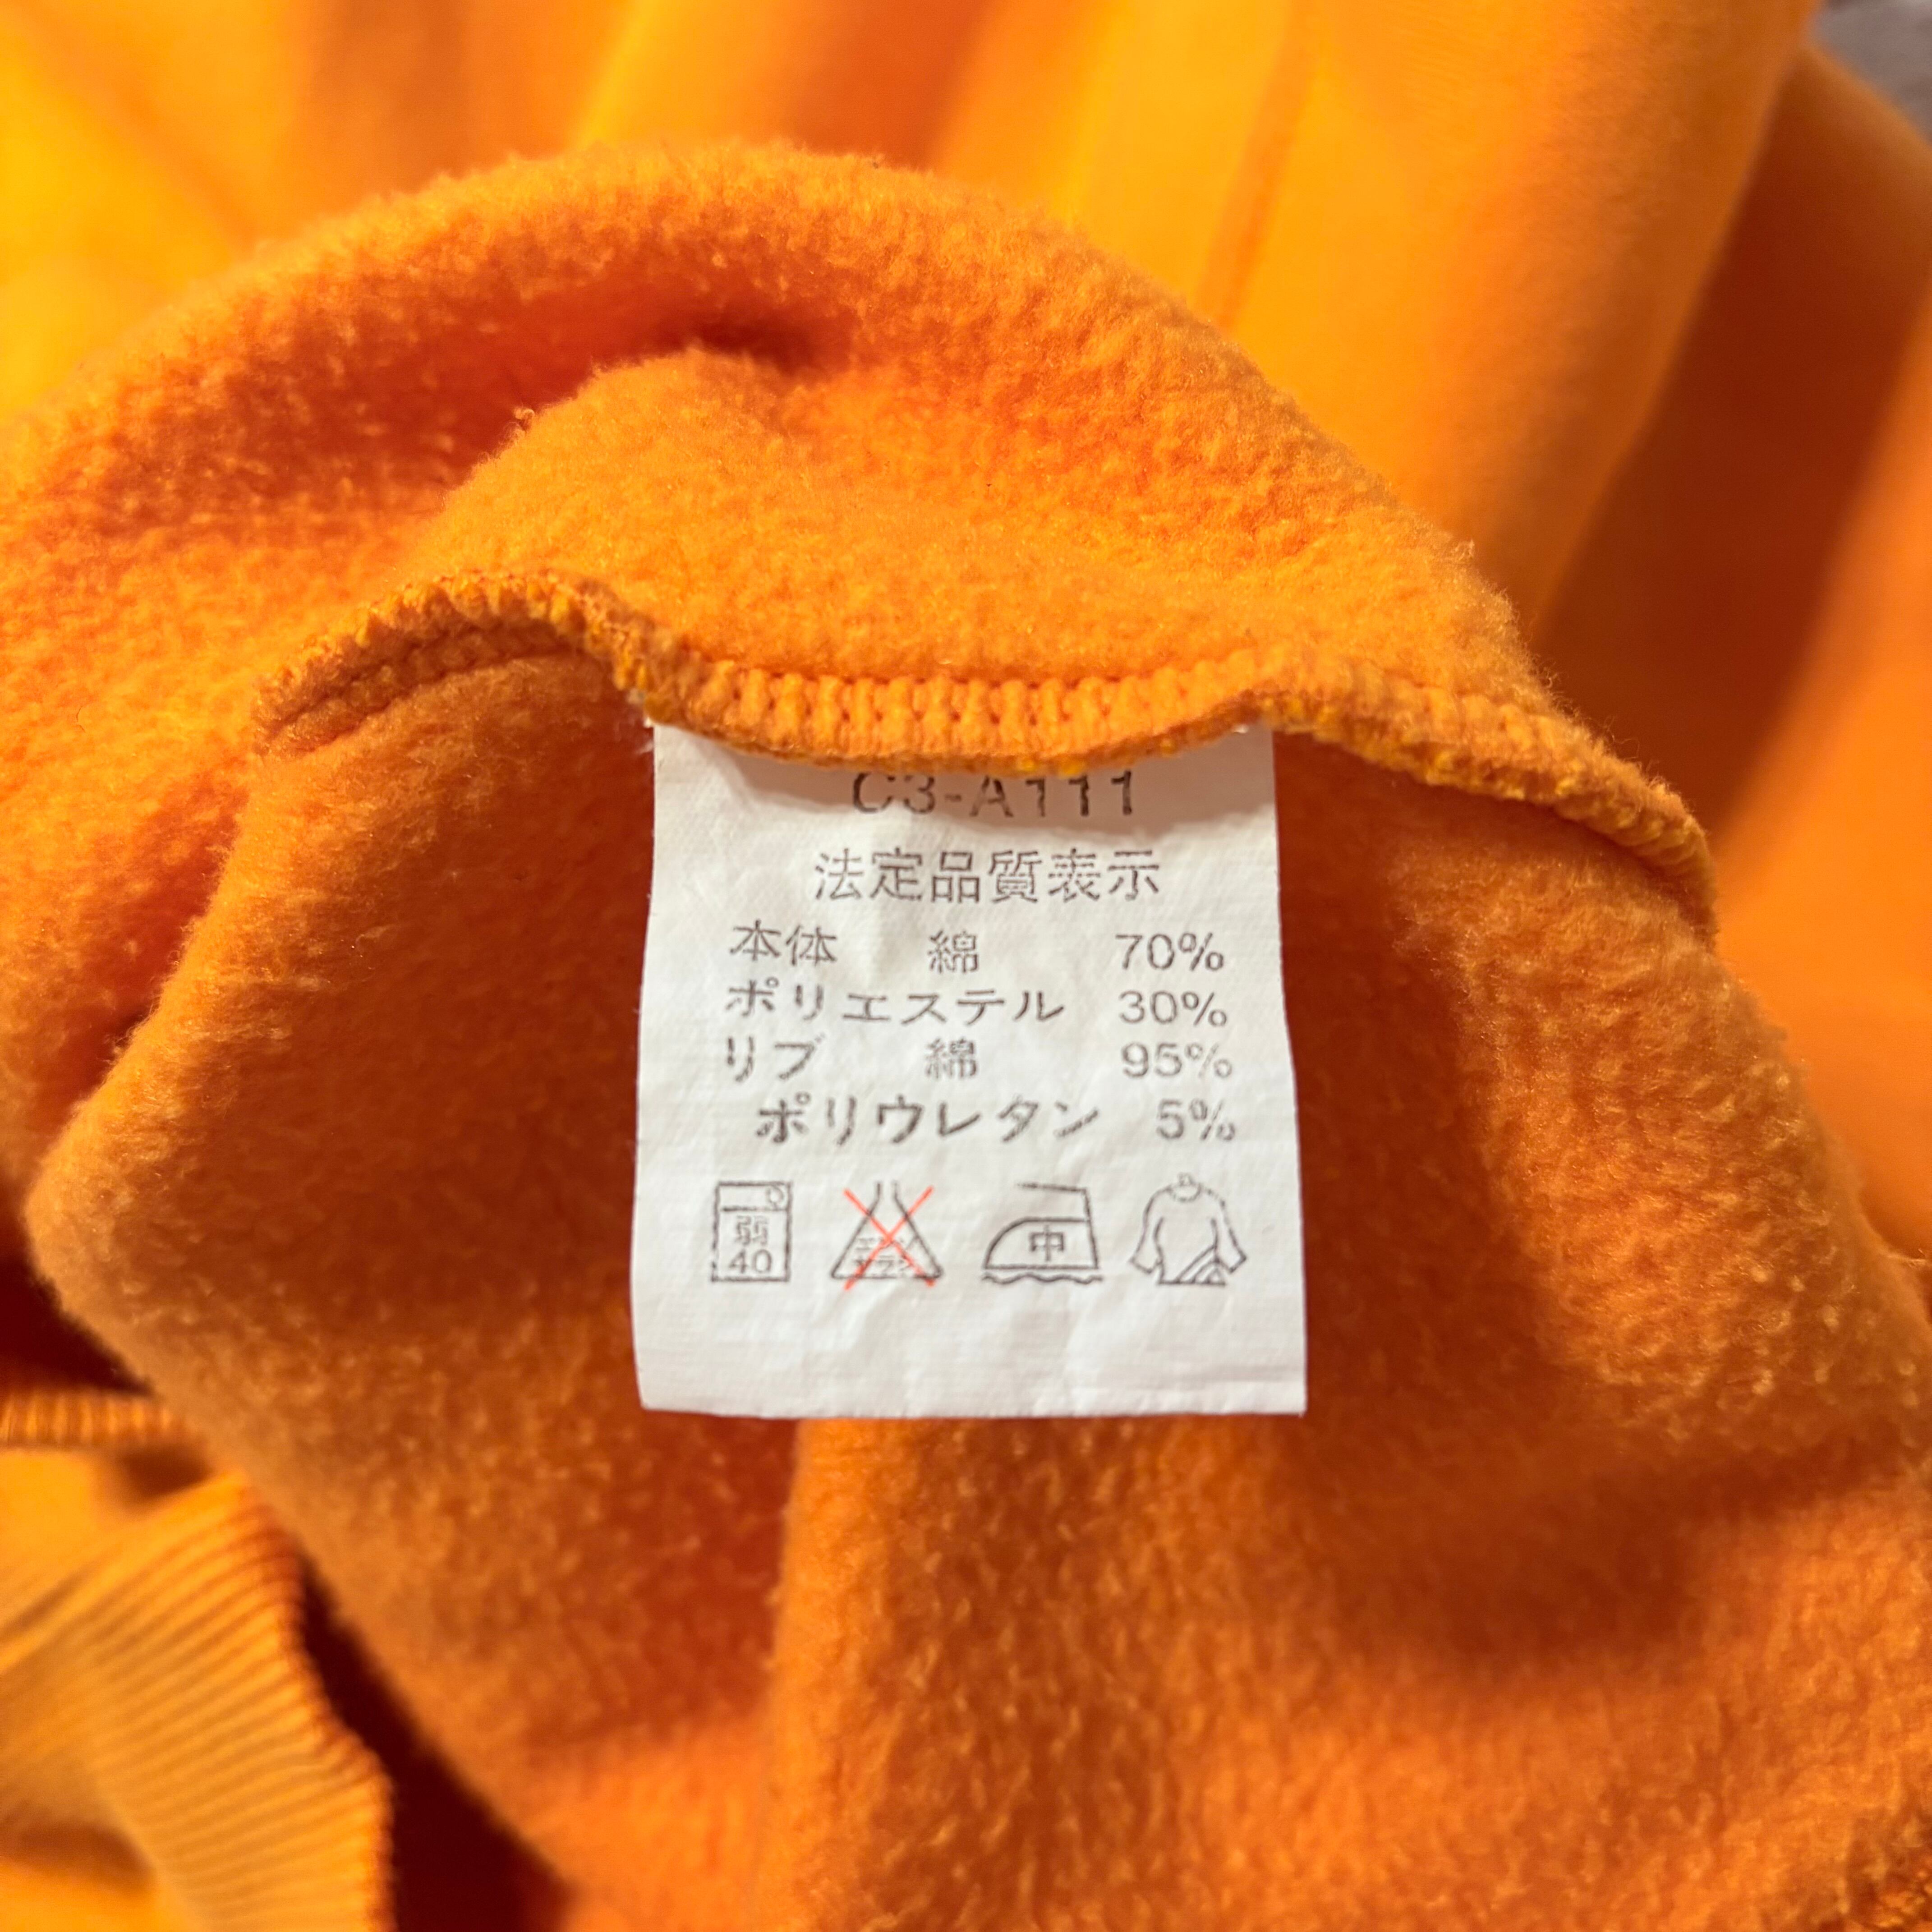 C3-A111
法定品質表示
本体 綿 70%
ポリエステル 30%
リブ 綿 95%
ポリウレタン 5%
弱 40 中